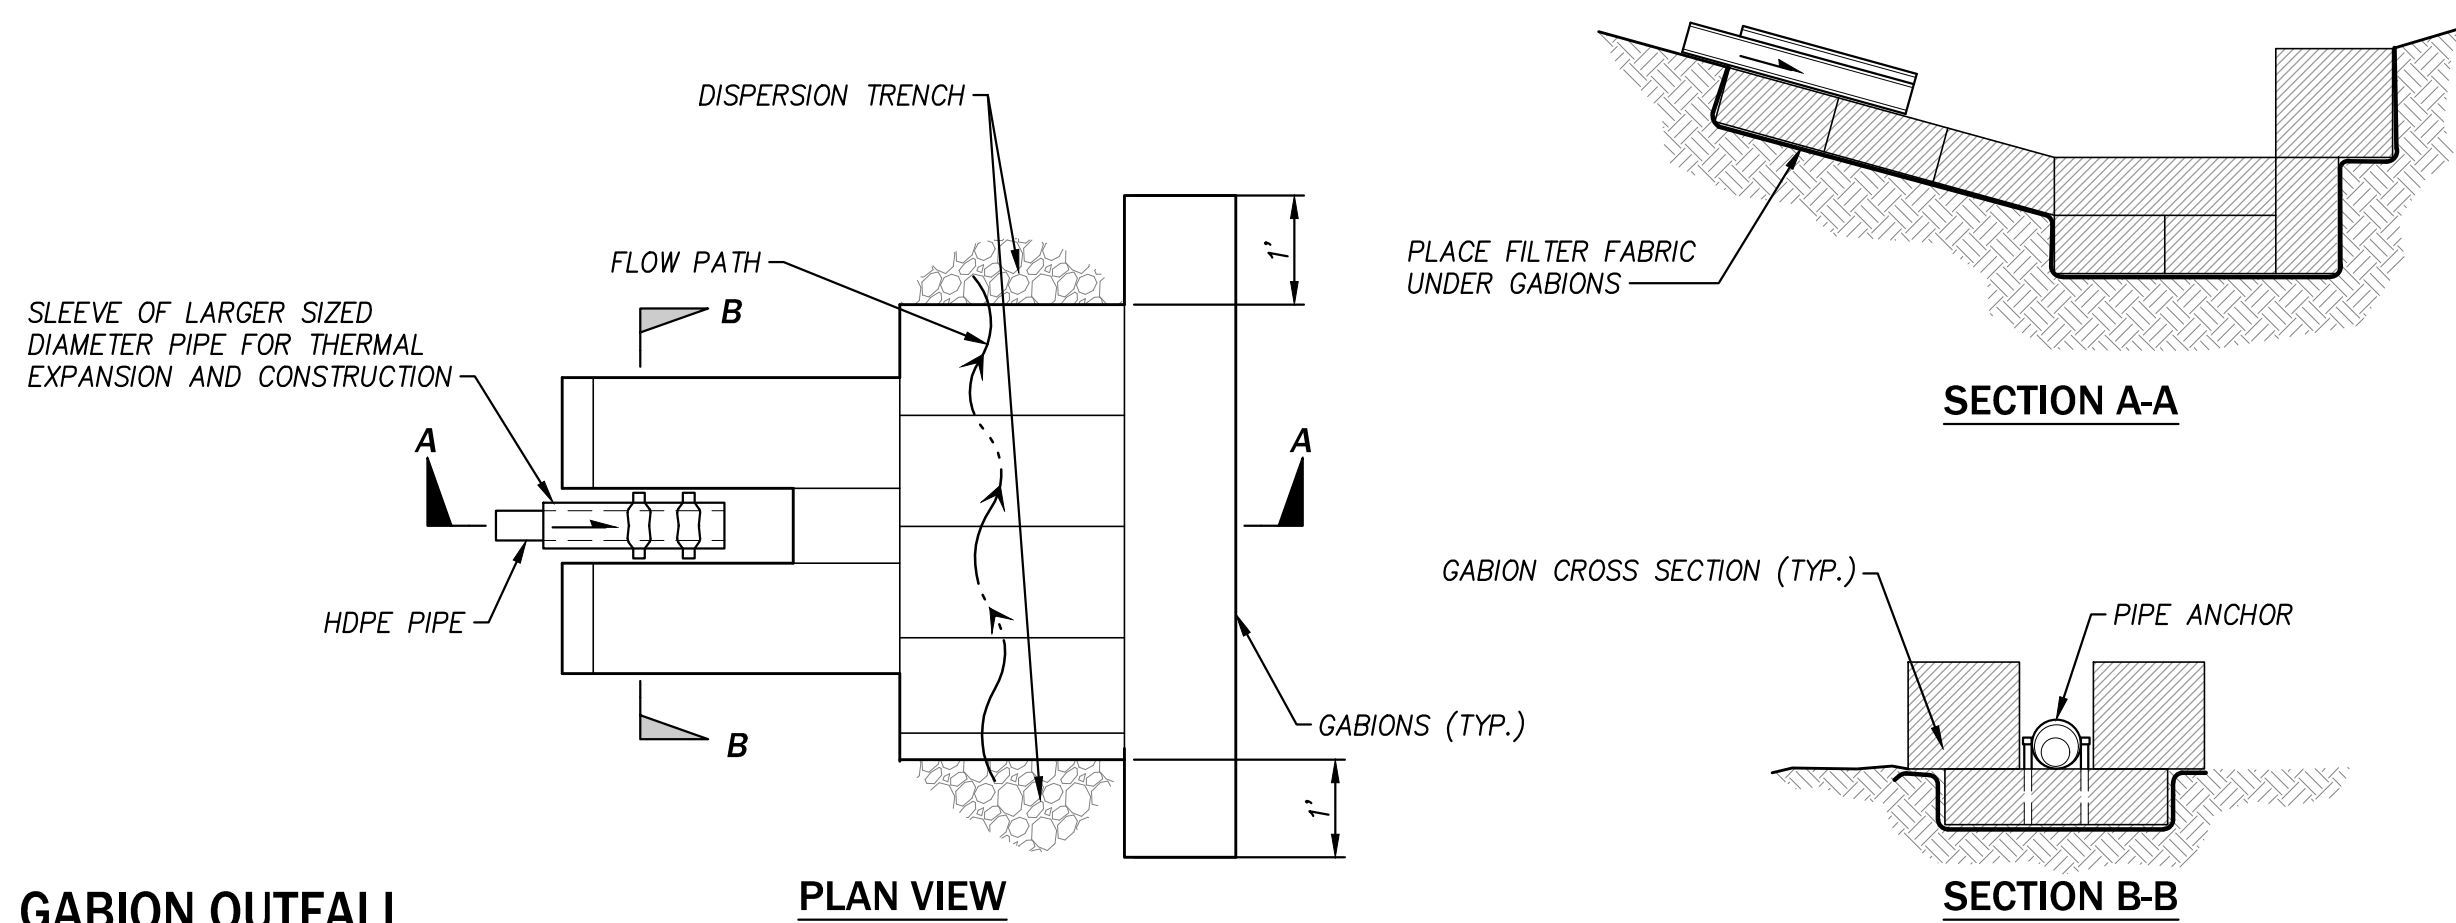 DISPERSION TRENCH
FLOW PATH
SLEEVE OF LARGER SIZED
DIAMETER PIPE FOR THERMAL
EXPANSION AND CONSTRUCTION
B
A
A
1'
HDPE PIPE
GABIONS (TYP.)
B
1'
PLAN VIEW
GABION OUTFALL
PLACE FILTER FABRIC
UNDER GABIONS
SECTION A-A
GABION CROSS SECTION (TYP.)
PIPE ANCHOR
SECTION B-B